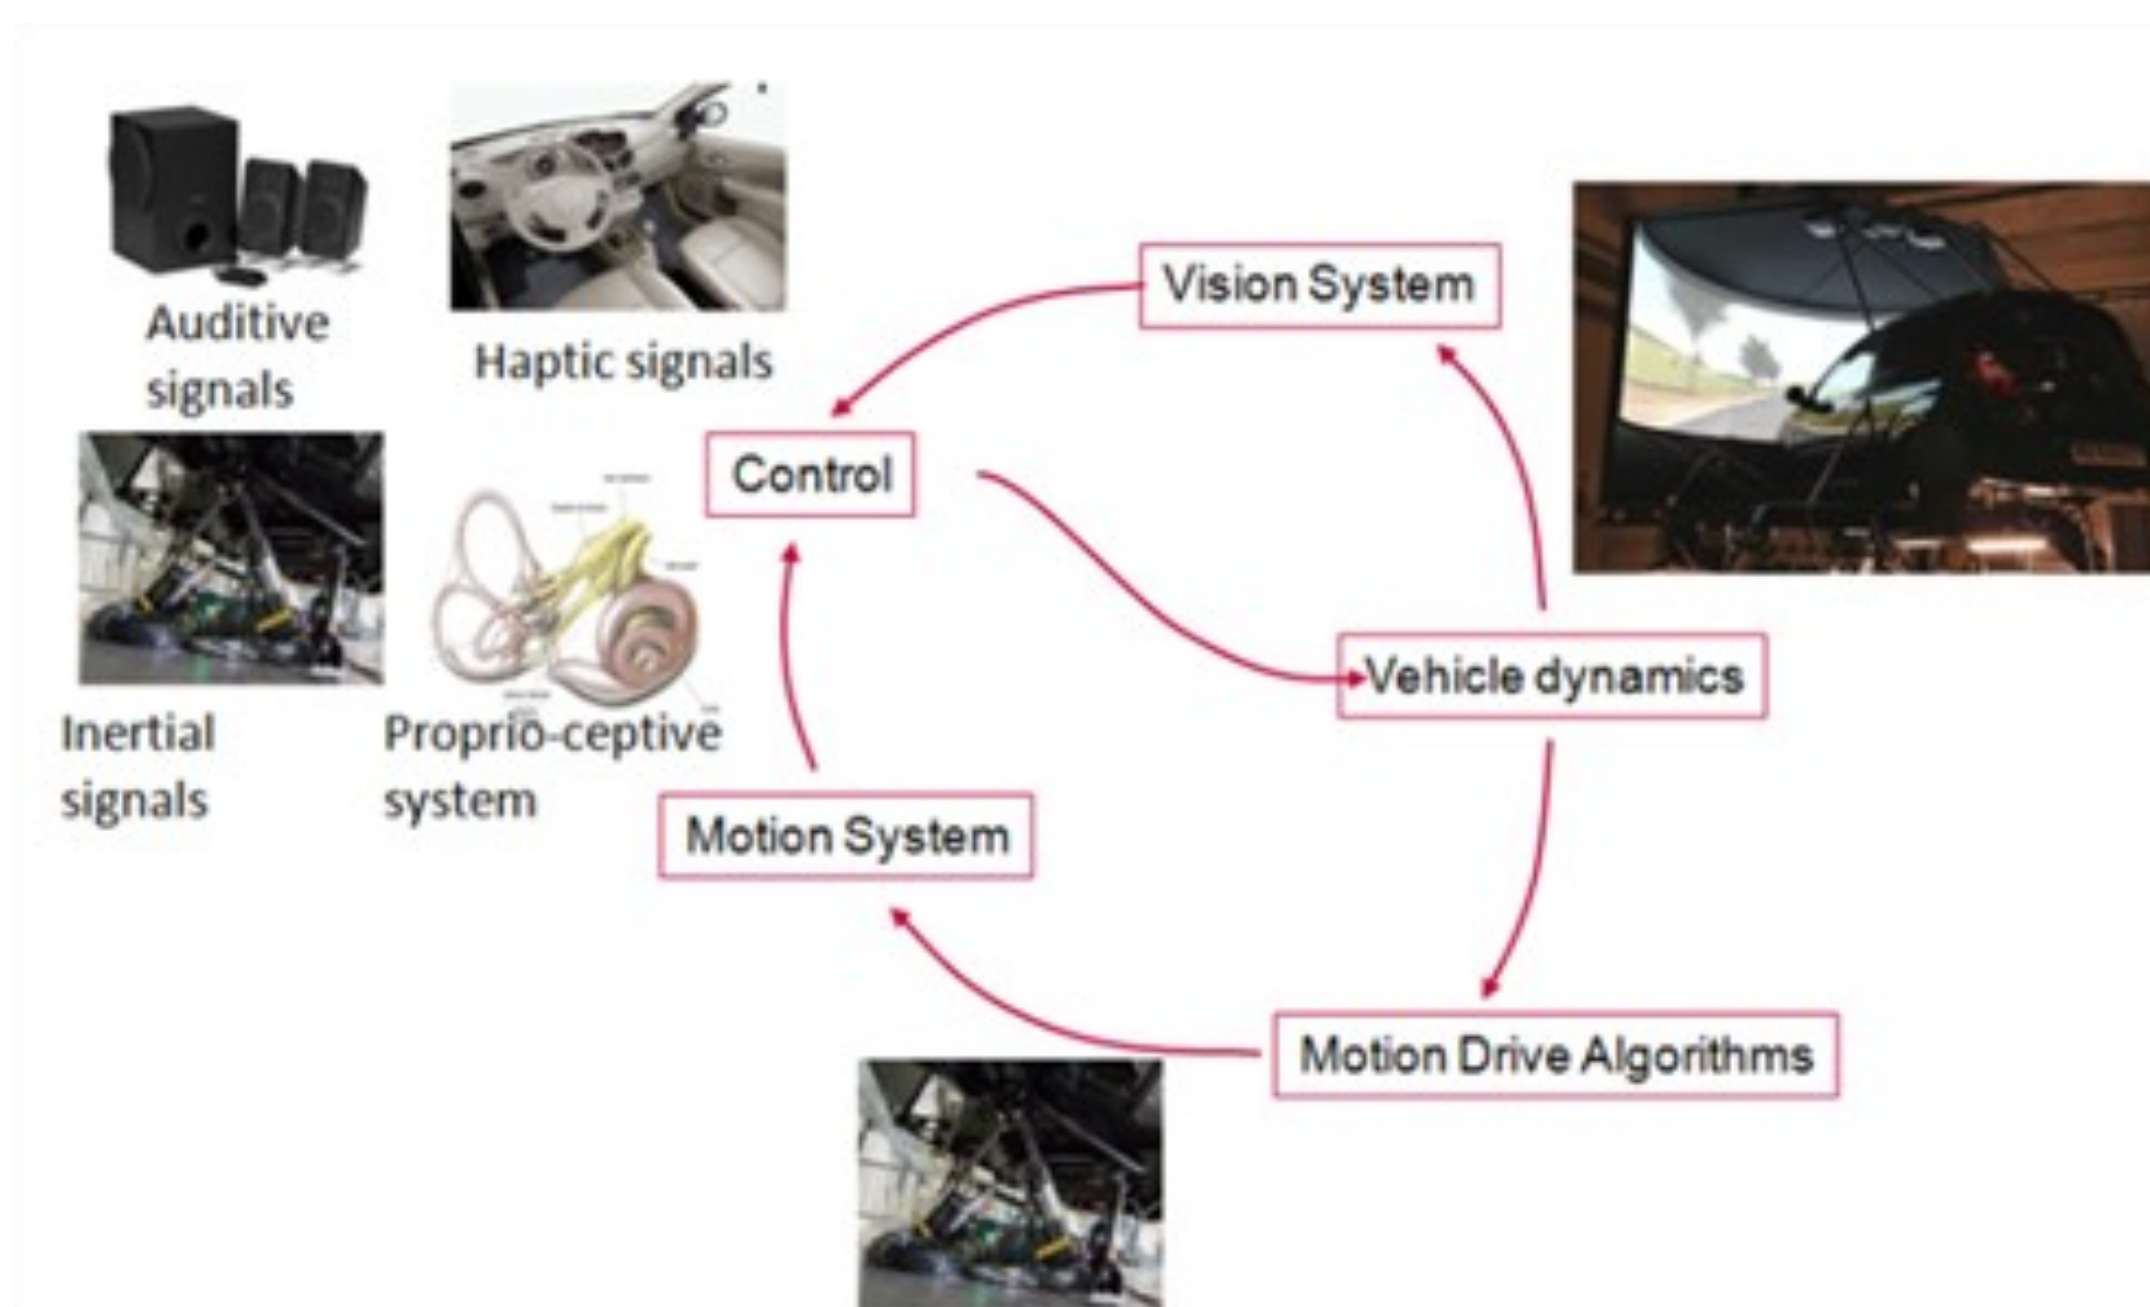 Auditive
signals
Haptic signals
Vision System
Control
Vehicle dynamics
Inertial
signals
Proprio-ceptive
system
Motion System
Motion Drive Algorithms